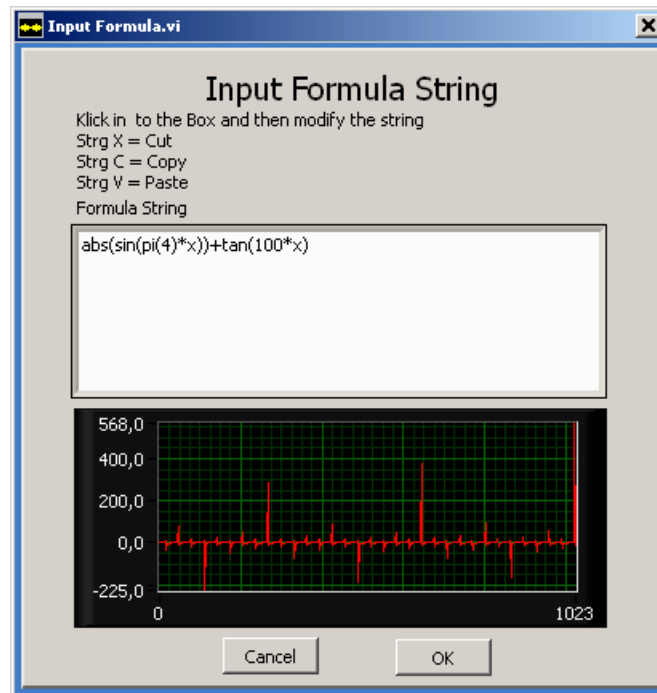 Input Formula.vi
Input Formula String
Klick in to the Box and then modify the string
Strg X = Cut
Strg C = Copy
Strg V = Paste
Formula String
abs(sin(pi(4)*x))+tan(100*x)
568,0
400,0
200,0
0,0
-225,0
0 1023
Cancel OK